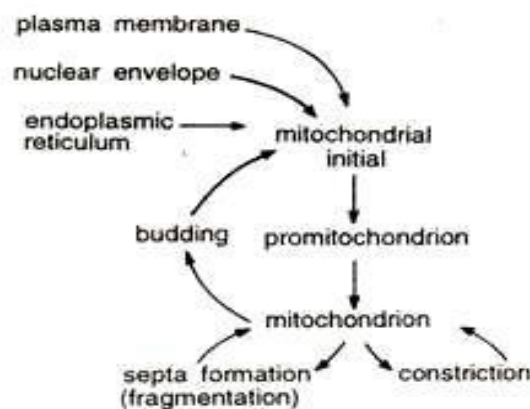 plasma membrane
nuclear envelope
endoplasmic
reticulum
mitochondrial
initial
budding
promitochondrion
mitochondrion
septa formation
(fragmentation)
constriction